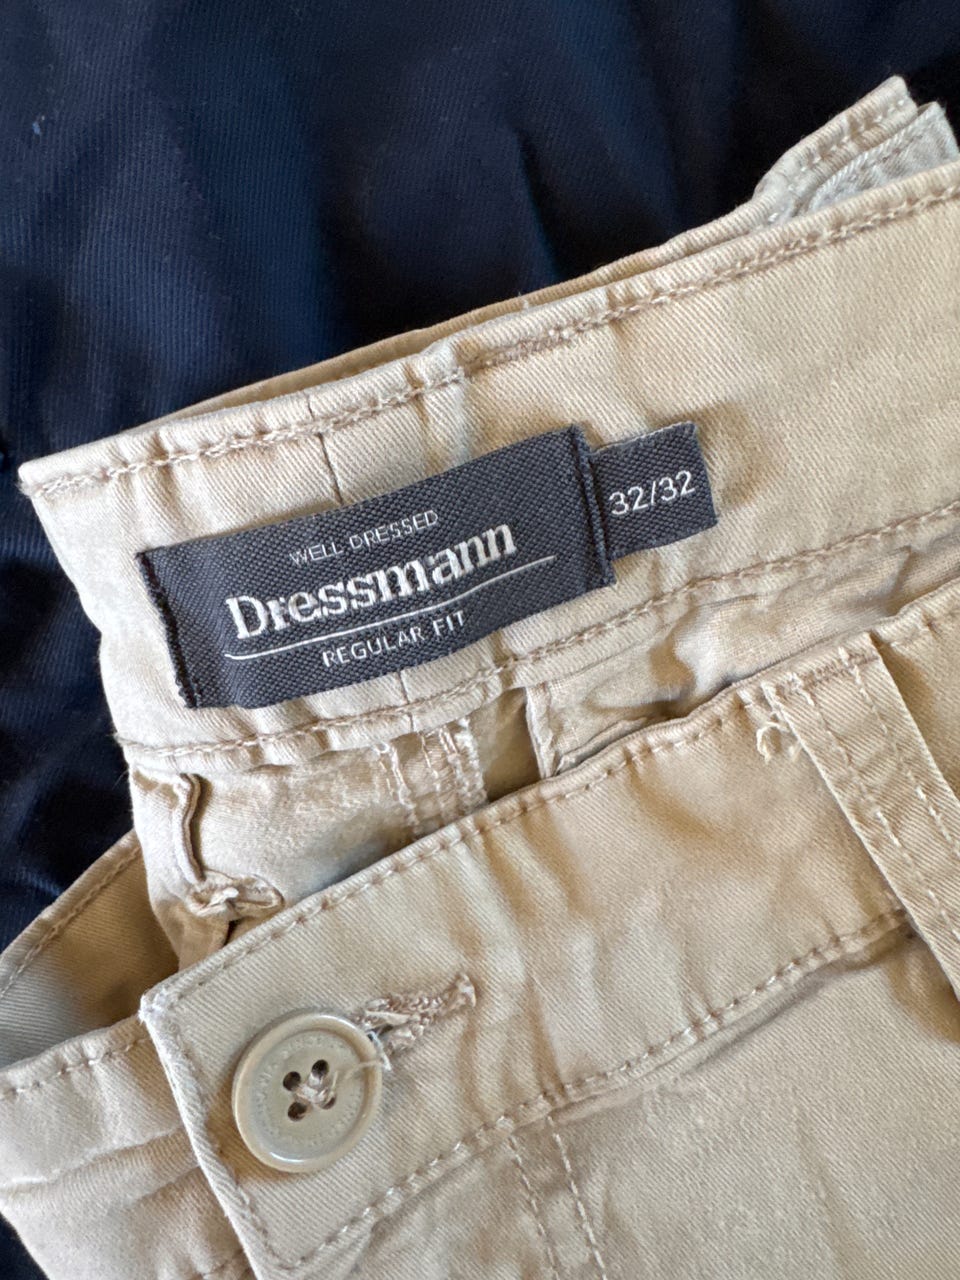 WELL DRESSED
Dressmann
REGULAR FIT
32/32